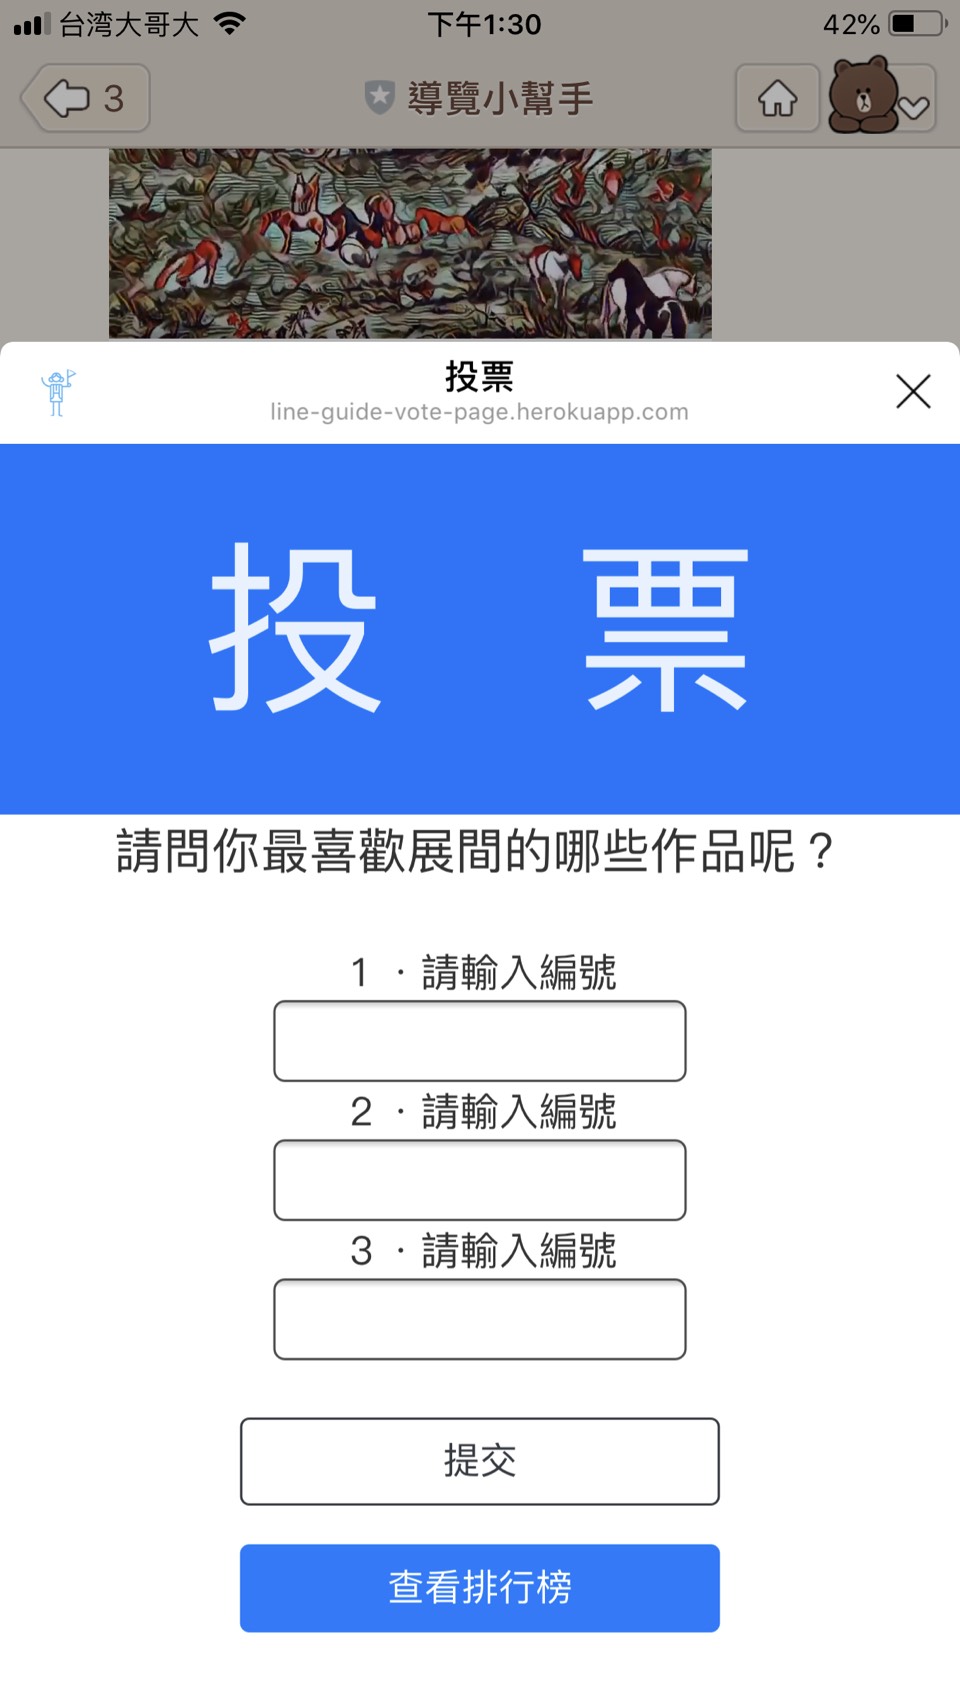 台湾大哥大 下午1:30 42%
3 導覽小幫手
投票
line-guide-vote-page.herokuapp.com
投 票
請問你最喜歡展間的哪些作品呢？
1 ．請輸入編號
2 ．請輸入編號
3 ．請輸入編號
提交
查看排行榜